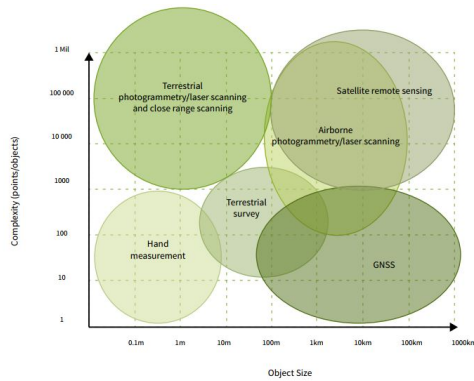 Complexity (points/objects)
1 Mil
100 000
10 000
1000
100
10
1
Terrestrial
photogrammetry/laser scanning
and close range scanning
Satellite remote sensing
Airborne
photogrammetry/laser scanning
Terrestrial
survey
Hand
measurement
GNSS
0.1m
1m
10m
100m
1km
10km
100km
1000km
Object Size